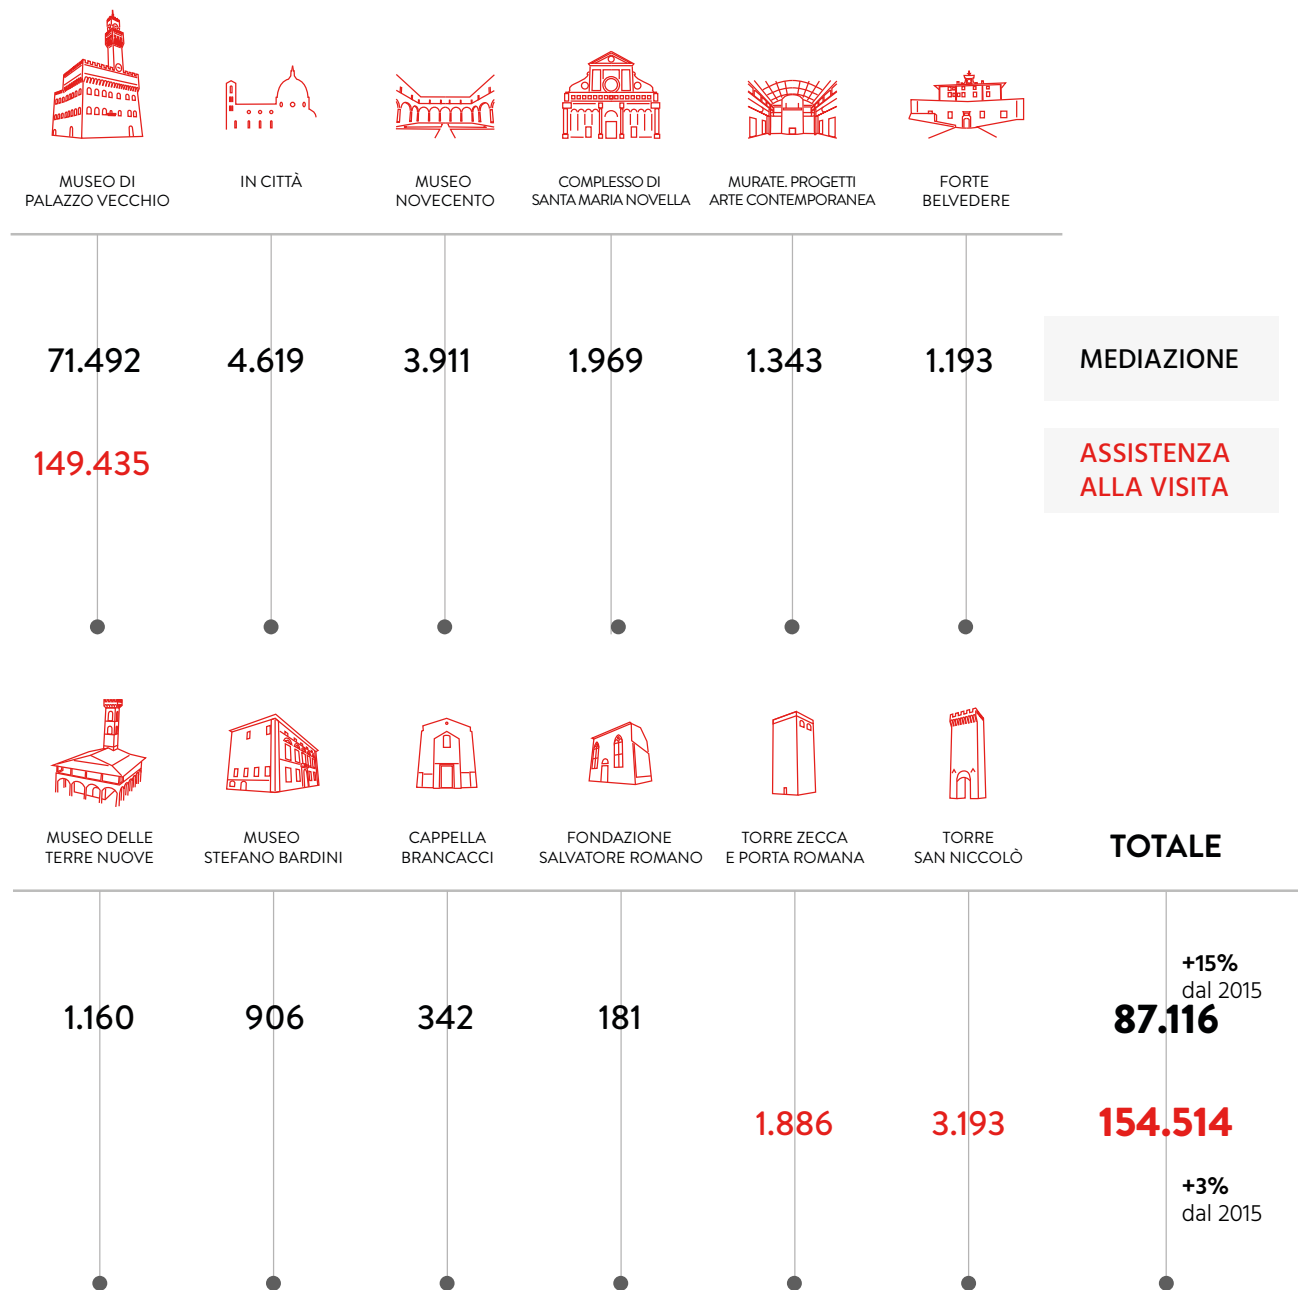 MUSEO DI
PALAZZO VECCHIO
IN CITTÀ
MUSEO
NOVECENTO
COMPLESSO DI
SANTA MARIA NOVELLA
MURATE. PROGETTI
ARTE CONTEMPORANEA
FORTE
BELVEDERE
71.492
4.619
3.911
1.969
1.343
1.193
MEDIAZIONE
149.435
ASSISTENZA
ALLA VISITA
MUSEO DELLE
TERRE NUOVE
MUSEO
STEFANO BARDINI
CAPPELLA
BRANCACCI
FONDAZIONE
SALVATORE ROMANO
TORRE ZECCA
E PORTA ROMANA
TORRE
SAN NICCOLÒ
TOTALE
+15%
dal 2015
1.160
906
342
181
87.116
1.886
3.193
154.514
+3%
dal 2015